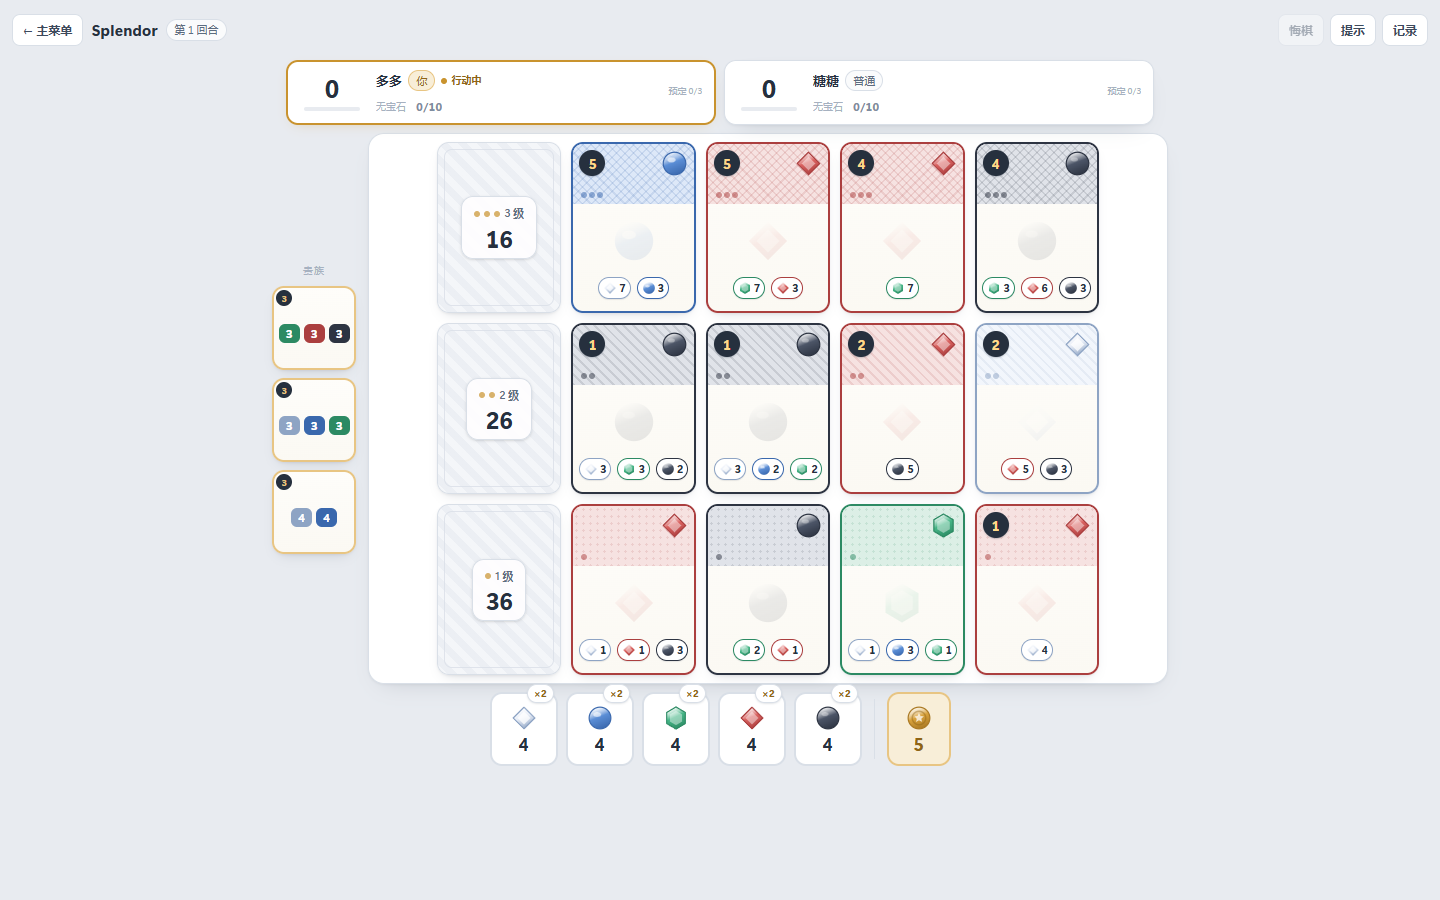 ← 主菜单 Splendor 第 1 回合 悔棋 提示 记录
0 多多 你 行动中 无宝石 0/10 预定 0/3
0 糖糖 普通 无宝石 0/10 预定 0/3
贵族
3
3 3 3
3
3 3 3
3
4 4
3 级
16
5 4 5 4
7 3
7 3
7
3 6 3
2 级
26
1 1 2 2
3 3 2
3 2 2
5
5 3
1 级
36
1
1 1 3
2 1
1 3 1
4
×2 ×2 ×2 ×2 ×2
4 4 4 4 4 5